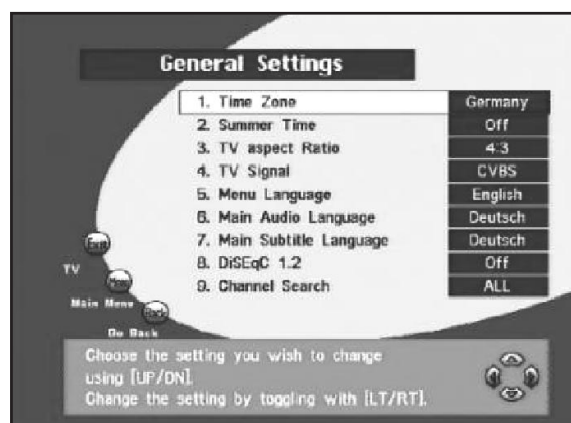 General Settings
1. Time Zone Germany
2. Summer Time Off
3. TV aspect Ratio 4:3
4. TV Signal CVBS
5. Menu Language English
6. Main Audio Language Deutsch
7. Main Subtitle Language Deutsch
8. DiSEqC 1.2 Off
9. Channel Search ALL
Exit
TV
Menu
Main Menu
Back
Go Back
Choose the setting you wish to change
using [UP/DN].
Change the setting by toggling with [LT/RT].